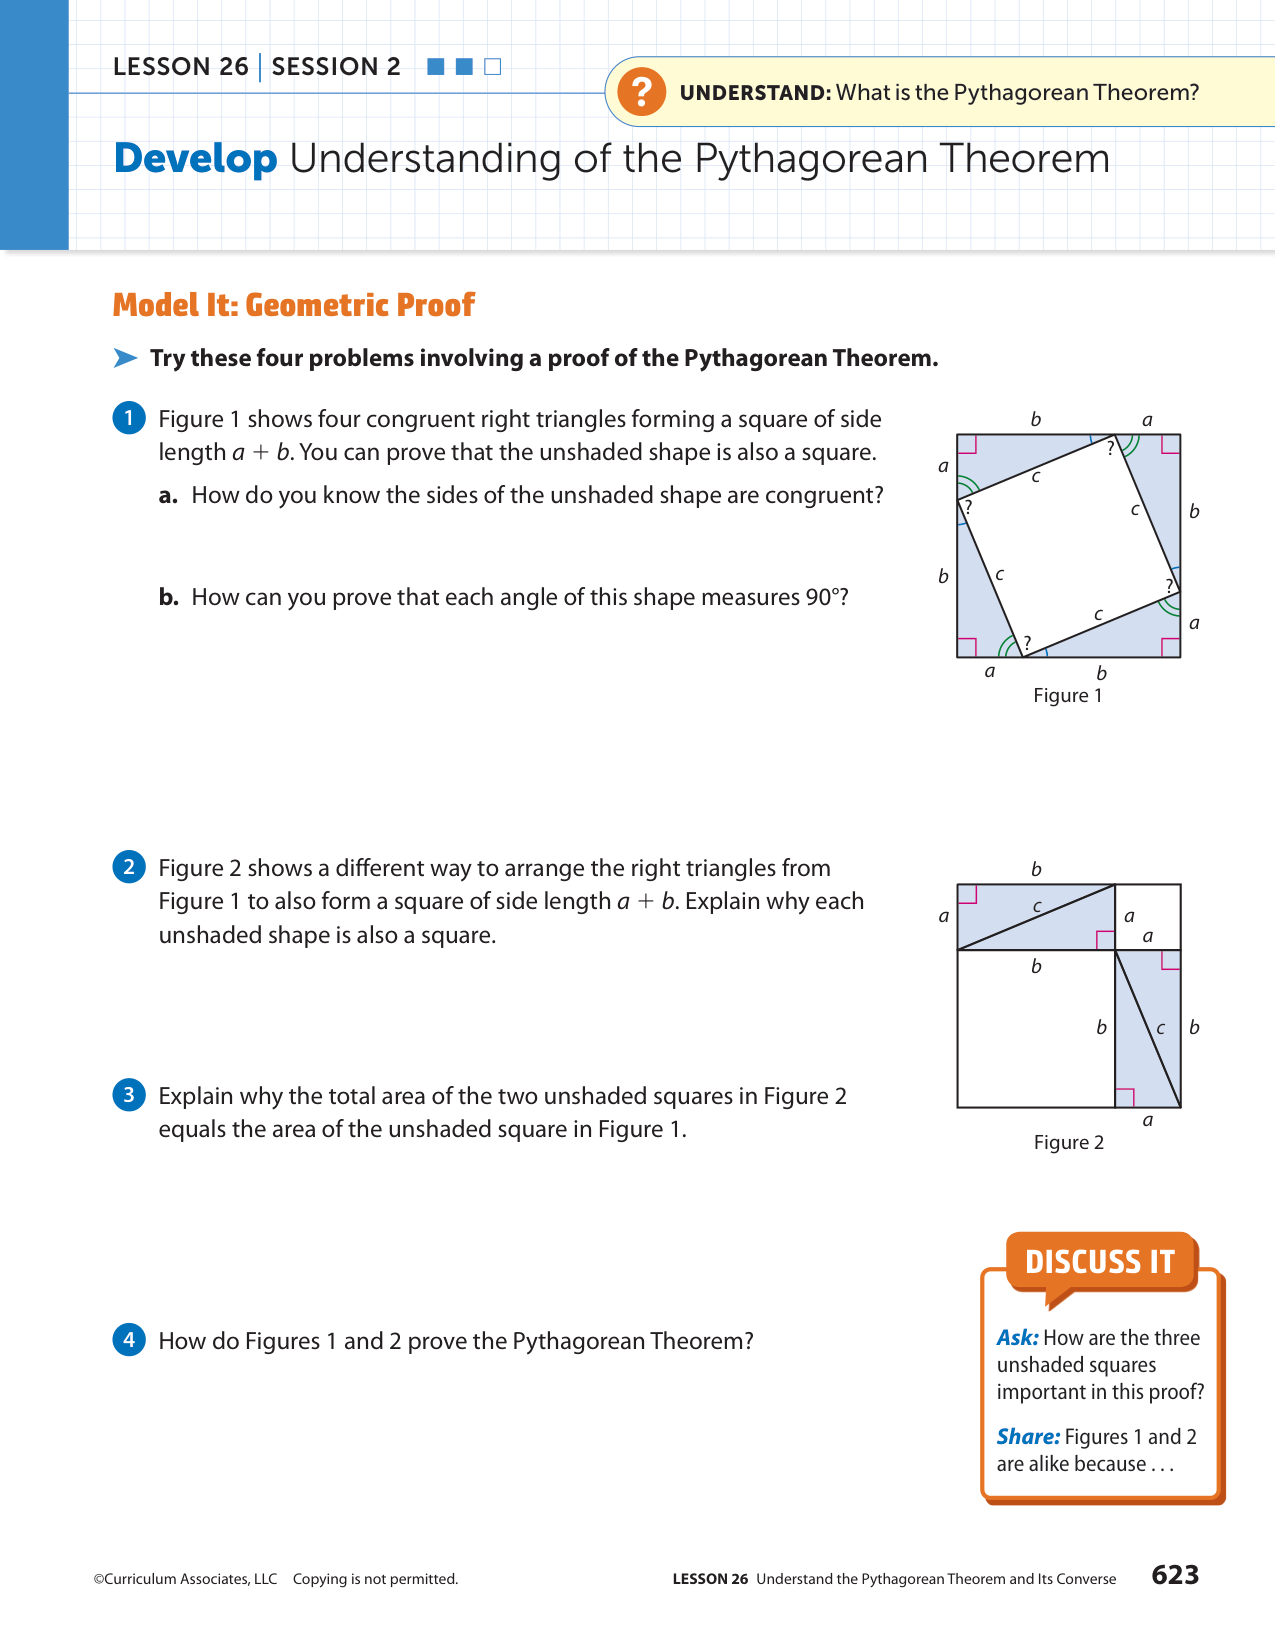 LESSON 26 | SESSION 2
? UNDERSTAND: What is the Pythagorean Theorem?
Develop Understanding of the Pythagorean Theorem
Model It: Geometric Proof
Try these four problems involving a proof of the Pythagorean Theorem.
1 Figure 1 shows four congruent right triangles forming a square of side
length a + b. You can prove that the unshaded shape is also a square.
a. How do you know the sides of the unshaded shape are congruent?
b. How can you prove that each angle of this shape measures 90°?
b a
?
a
c
?
c b
b c
?
c
a
?
a b
Figure 1
2 Figure 2 shows a different way to arrange the right triangles from
Figure 1 to also form a square of side length a + b. Explain why each
unshaded shape is also a square.
b
c
a a
a
b
b c b
a
Figure 2
3 Explain why the total area of the two unshaded squares in Figure 2
equals the area of the unshaded square in Figure 1.
4 How do Figures 1 and 2 prove the Pythagorean Theorem?
DISCUSS IT
Ask: How are the three
unshaded squares
important in this proof?
Share: Figures 1 and 2
are alike because . . .
©Curriculum Associates, LLC Copying is not permitted.
LESSON 26 Understand the Pythagorean Theorem and Its Converse 623